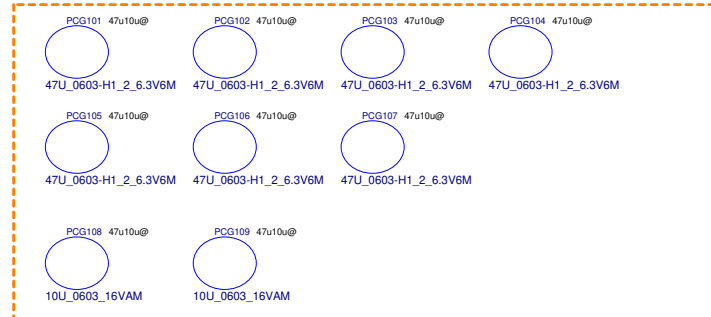 PCG101 47u10u@ PCG102 47u10u@ PCG103 47u10u@ PCG104 47u10u@
47U_0603-H1_2_6.3V6M 47U_0603-H1_2_6.3V6M 47U_0603-H1_2_6.3V6M 47U_0603-H1_2_6.3V6M
PCG105 47u10u@ PCG106 47u10u@ PCG107 47u10u@
47U_0603-H1_2_6.3V6M 47U_0603-H1_2_6.3V6M 47U_0603-H1_2_6.3V6M
PCG108 47u10u@ PCG109 47u10u@
10U_0603_16VAM 10U_0603_16VAM